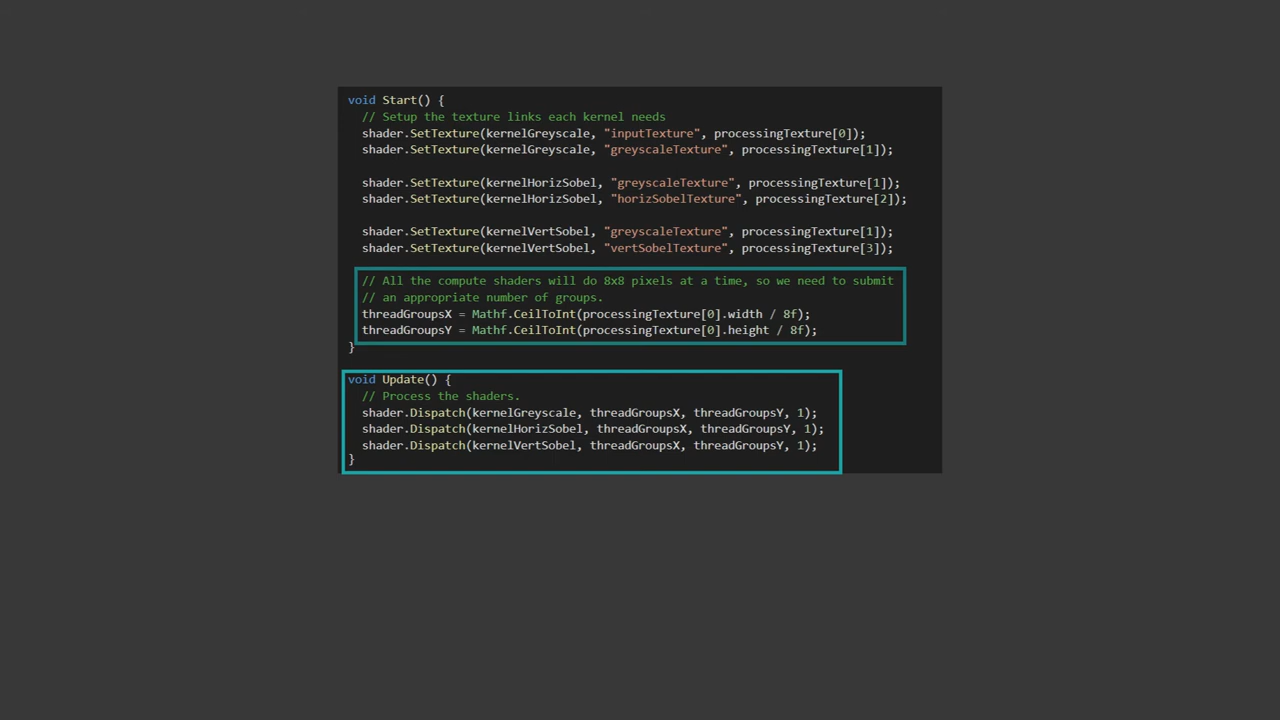 void Start() {
// Setup the texture links each kernel needs
shader.SetTexture(kernelGreyscale, "inputTexture", processingTexture[0]);
shader.SetTexture(kernelGreyscale, "greyscaleTexture", processingTexture[1]);
shader.SetTexture(kernelHorizSobel, "greyscaleTexture", processingTexture[1]);
shader.SetTexture(kernelHorizSobel, "horizSobelTexture", processingTexture[2]);
shader.SetTexture(kernelVertSobel, "greyscaleTexture", processingTexture[1]);
shader.SetTexture(kernelVertSobel, "vertSobelTexture", processingTexture[3]);
// All the compute shaders will do 8x8 pixels at a time, so we need to submit
// an appropriate number of groups.
threadGroupsX = Mathf.CeilToInt(processingTexture[0].width / 8f);
threadGroupsY = Mathf.CeilToInt(processingTexture[0].height / 8f);
}
void Update() {
// Process the shaders.
shader.Dispatch(kernelGreyscale, threadGroupsX, threadGroupsY, 1);
shader.Dispatch(kernelHorizSobel, threadGroupsX, threadGroupsY, 1);
shader.Dispatch(kernelVertSobel, threadGroupsX, threadGroupsY, 1);
}